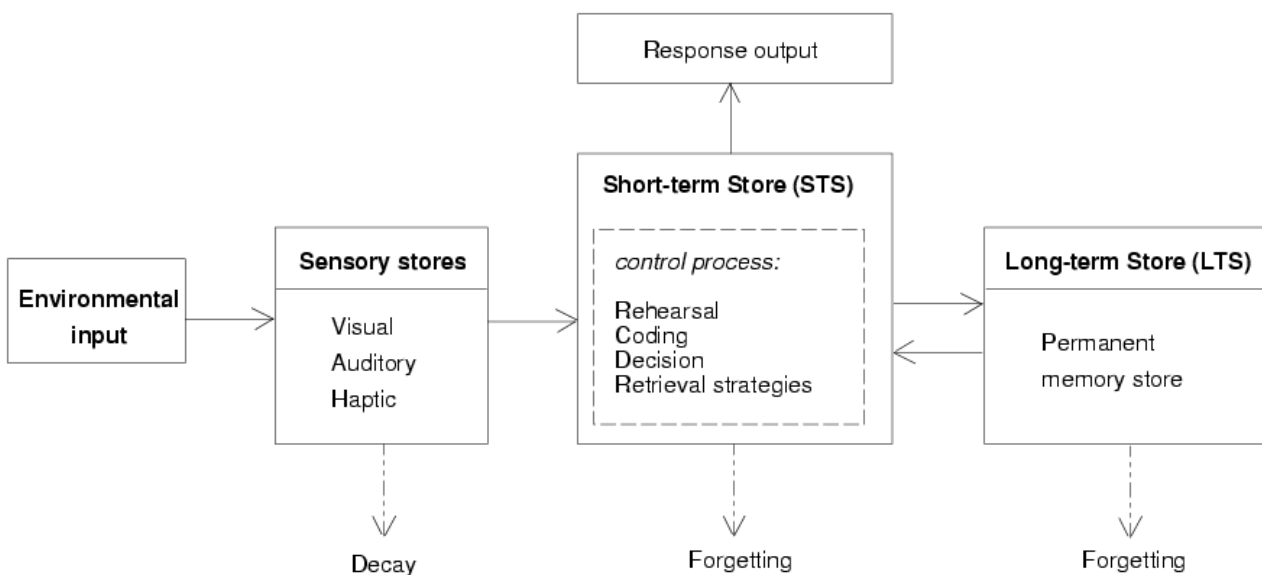 Response output
Short-term Store (STS)
control process:
Rehearsal
Coding
Decision
Retrieval strategies
Environmental
input
Sensory stores
Visual
Auditory
Haptic
Long-term Store (LTS)
Permanent
memory store
Decay
Forgetting
Forgetting